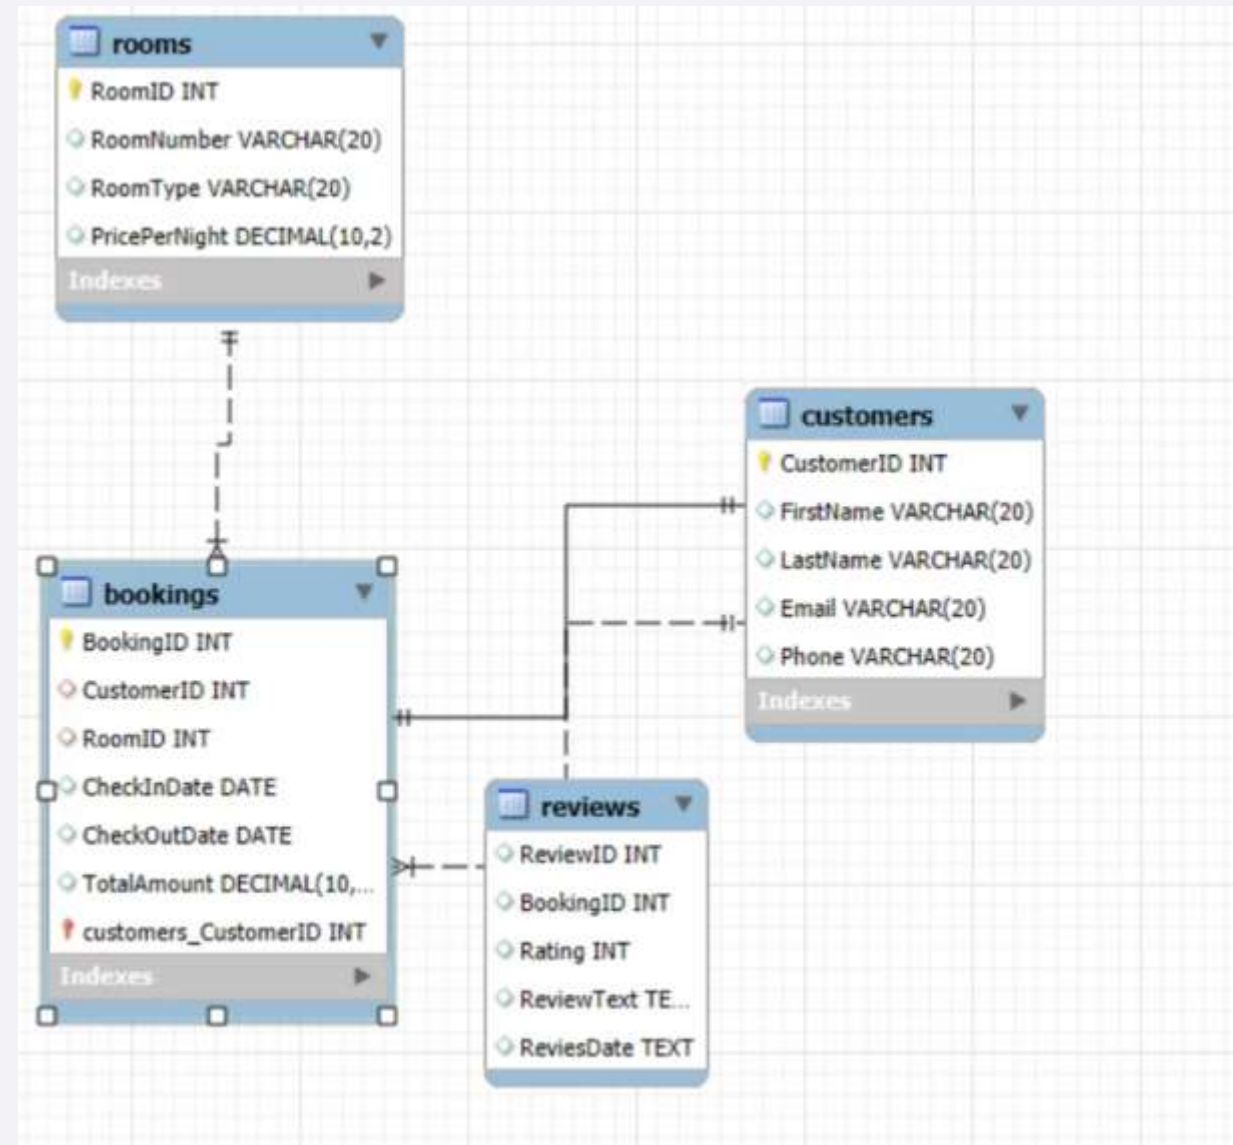 rooms
RoomID INT
RoomNumber VARCHAR(20)
RoomType VARCHAR(20)
PricePerNight DECIMAL(10,2)
Indexes
customers
CustomerID INT
FirstName VARCHAR(20)
LastName VARCHAR(20)
Email VARCHAR(20)
Phone VARCHAR(20)
Indexes
bookings
BookingID INT
CustomerID INT
RoomID INT
CheckInDate DATE
CheckOutDate DATE
TotalAmount DECIMAL(10,...
customers_CustomerID INT
Indexes
reviews
ReviewID INT
BookingID INT
Rating INT
ReviewText TE...
ReviesDate TEXT